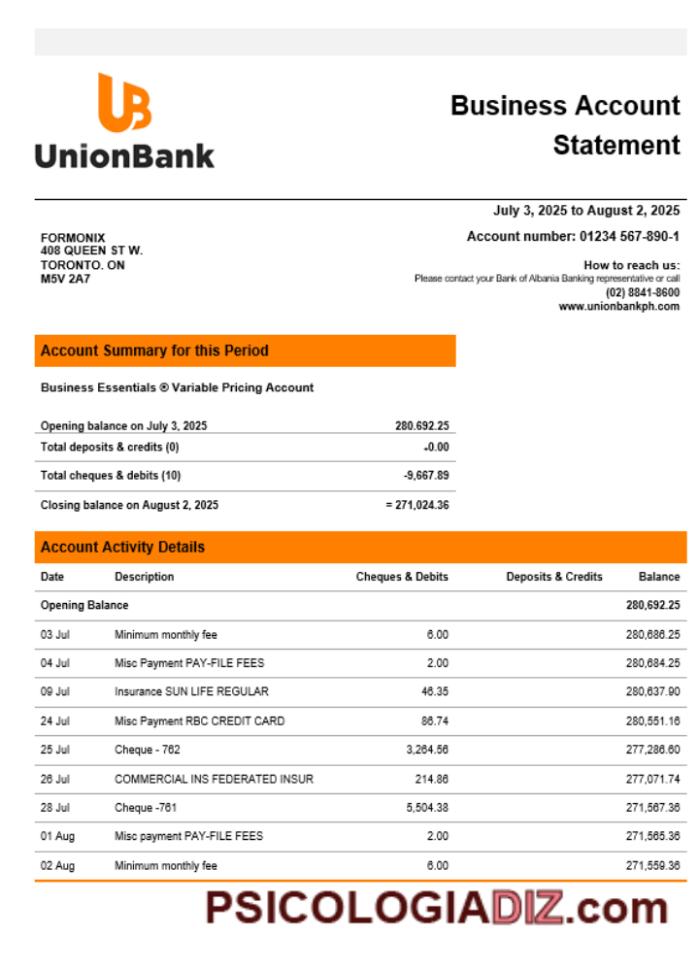 UB
UnionBank
Business Account
Statement
July 3, 2025 to August 2, 2025
FORMONIX
408 QUEEN ST W.
TORONTO. ON
M5V 2A7
Account number: 01234 567-890-1
How to reach us:
Please contact your Bank of Albania Banking representative or call
(02) 8841-8600
www.unionbankph.com
Account Summary for this Period
Business Essentials ® Variable Pricing Account
Opening balance on July 3, 2025 280.692.25
Total deposits & credits (0) -0.00
Total cheques & debits (10) -9,667.89
Closing balance on August 2, 2025 = 271,024.36
Account Activity Details
Date Description Cheques & Debits Deposits & Credits Balance
Opening Balance 280,692.25
03 Jul Minimum monthly fee 6.00 280,686.25
04 Jul Misc Payment PAY-FILE FEES 2.00 280,684.25
09 Jul Insurance SUN LIFE REGULAR 46.35 280,637.90
24 Jul Misc Payment RBC CREDIT CARD 86.74 280,551.16
25 Jul Cheque - 762 3,264.56 277,286.60
26 Jul COMMERCIAL INS FEDERATED INSUR 214.86 277,071.74
28 Jul Cheque -761 5,504.38 271,567.36
01 Aug Misc payment PAY-FILE FEES 2.00 271,565.36
02 Aug Minimum monthly fee 6.00 271,559.36
PSICOLOGIADIZ.com